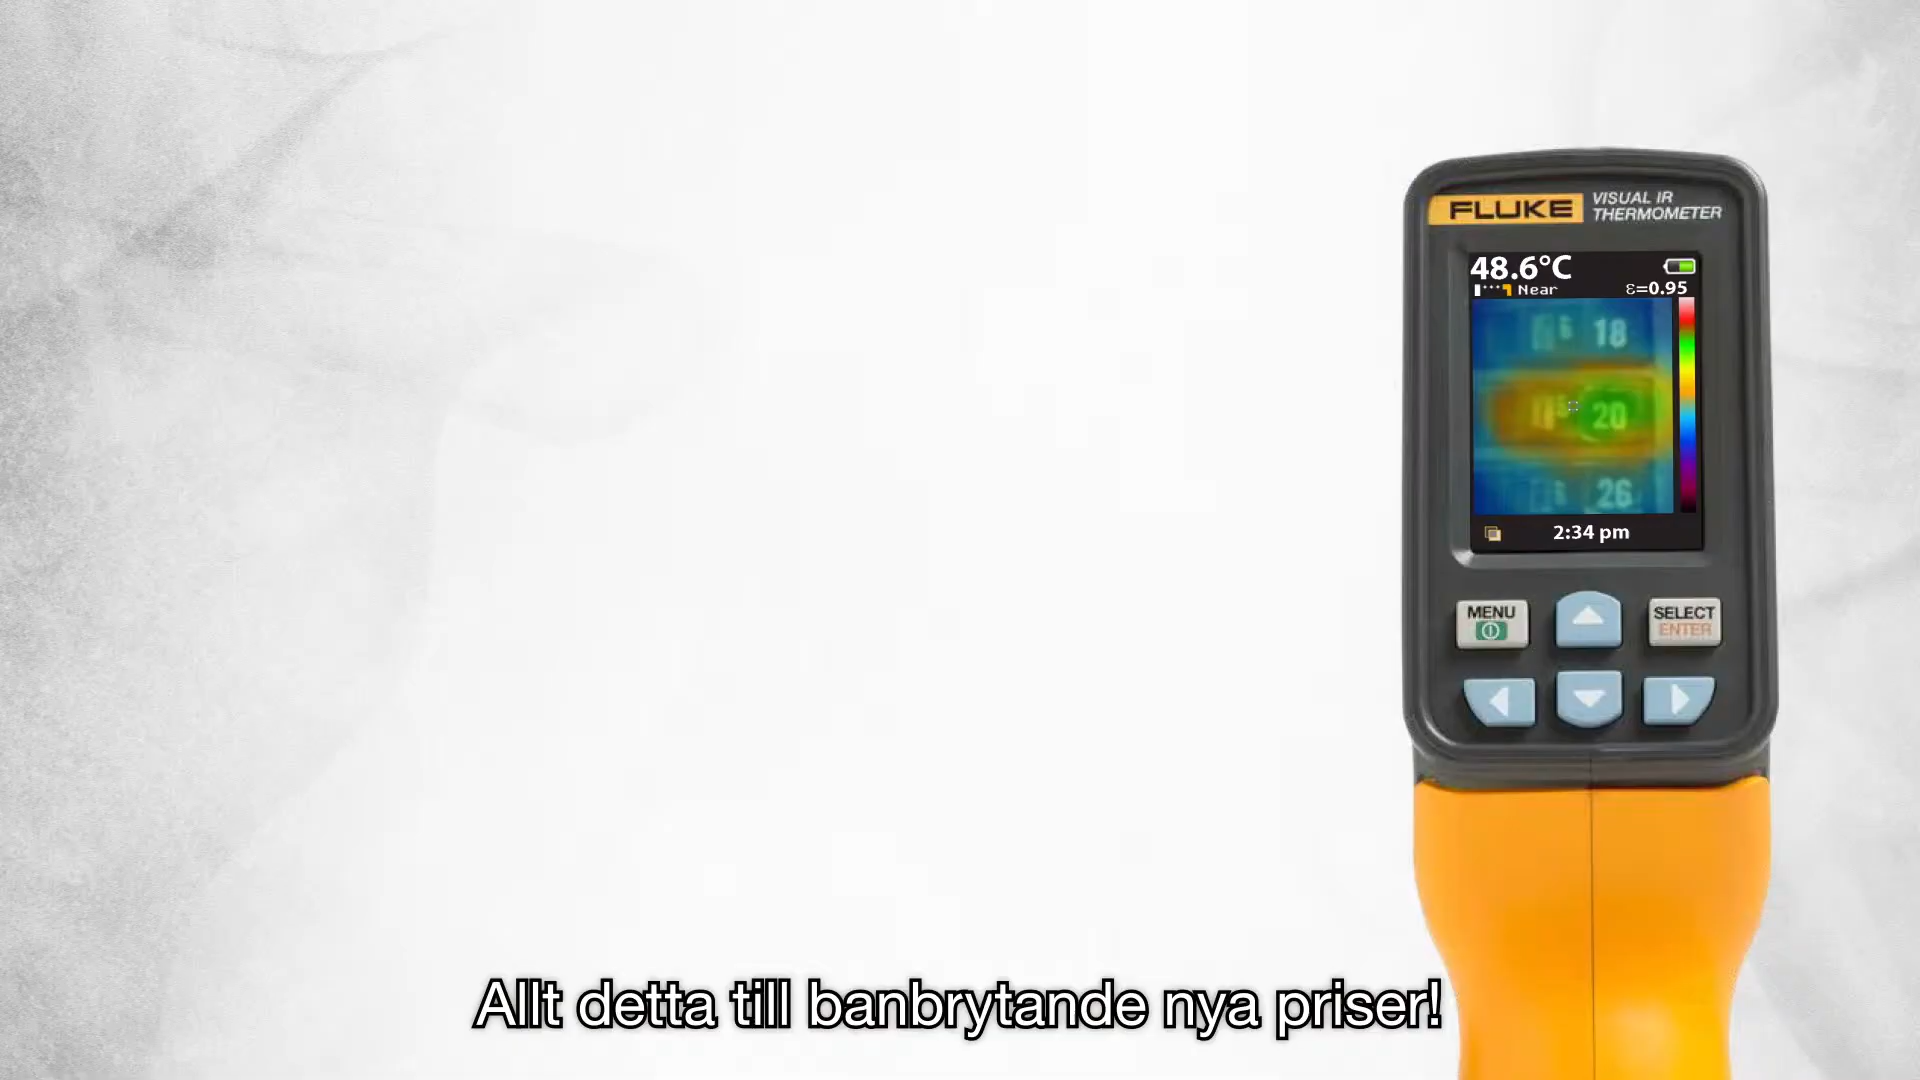 FLUKE VISUAL IR
THERMOMETER
48.6°C
Near ε=0.95
18
20
26
2:34 pm
MENU
SELECT
ENTER
Allt detta till banbrytande nya priser!